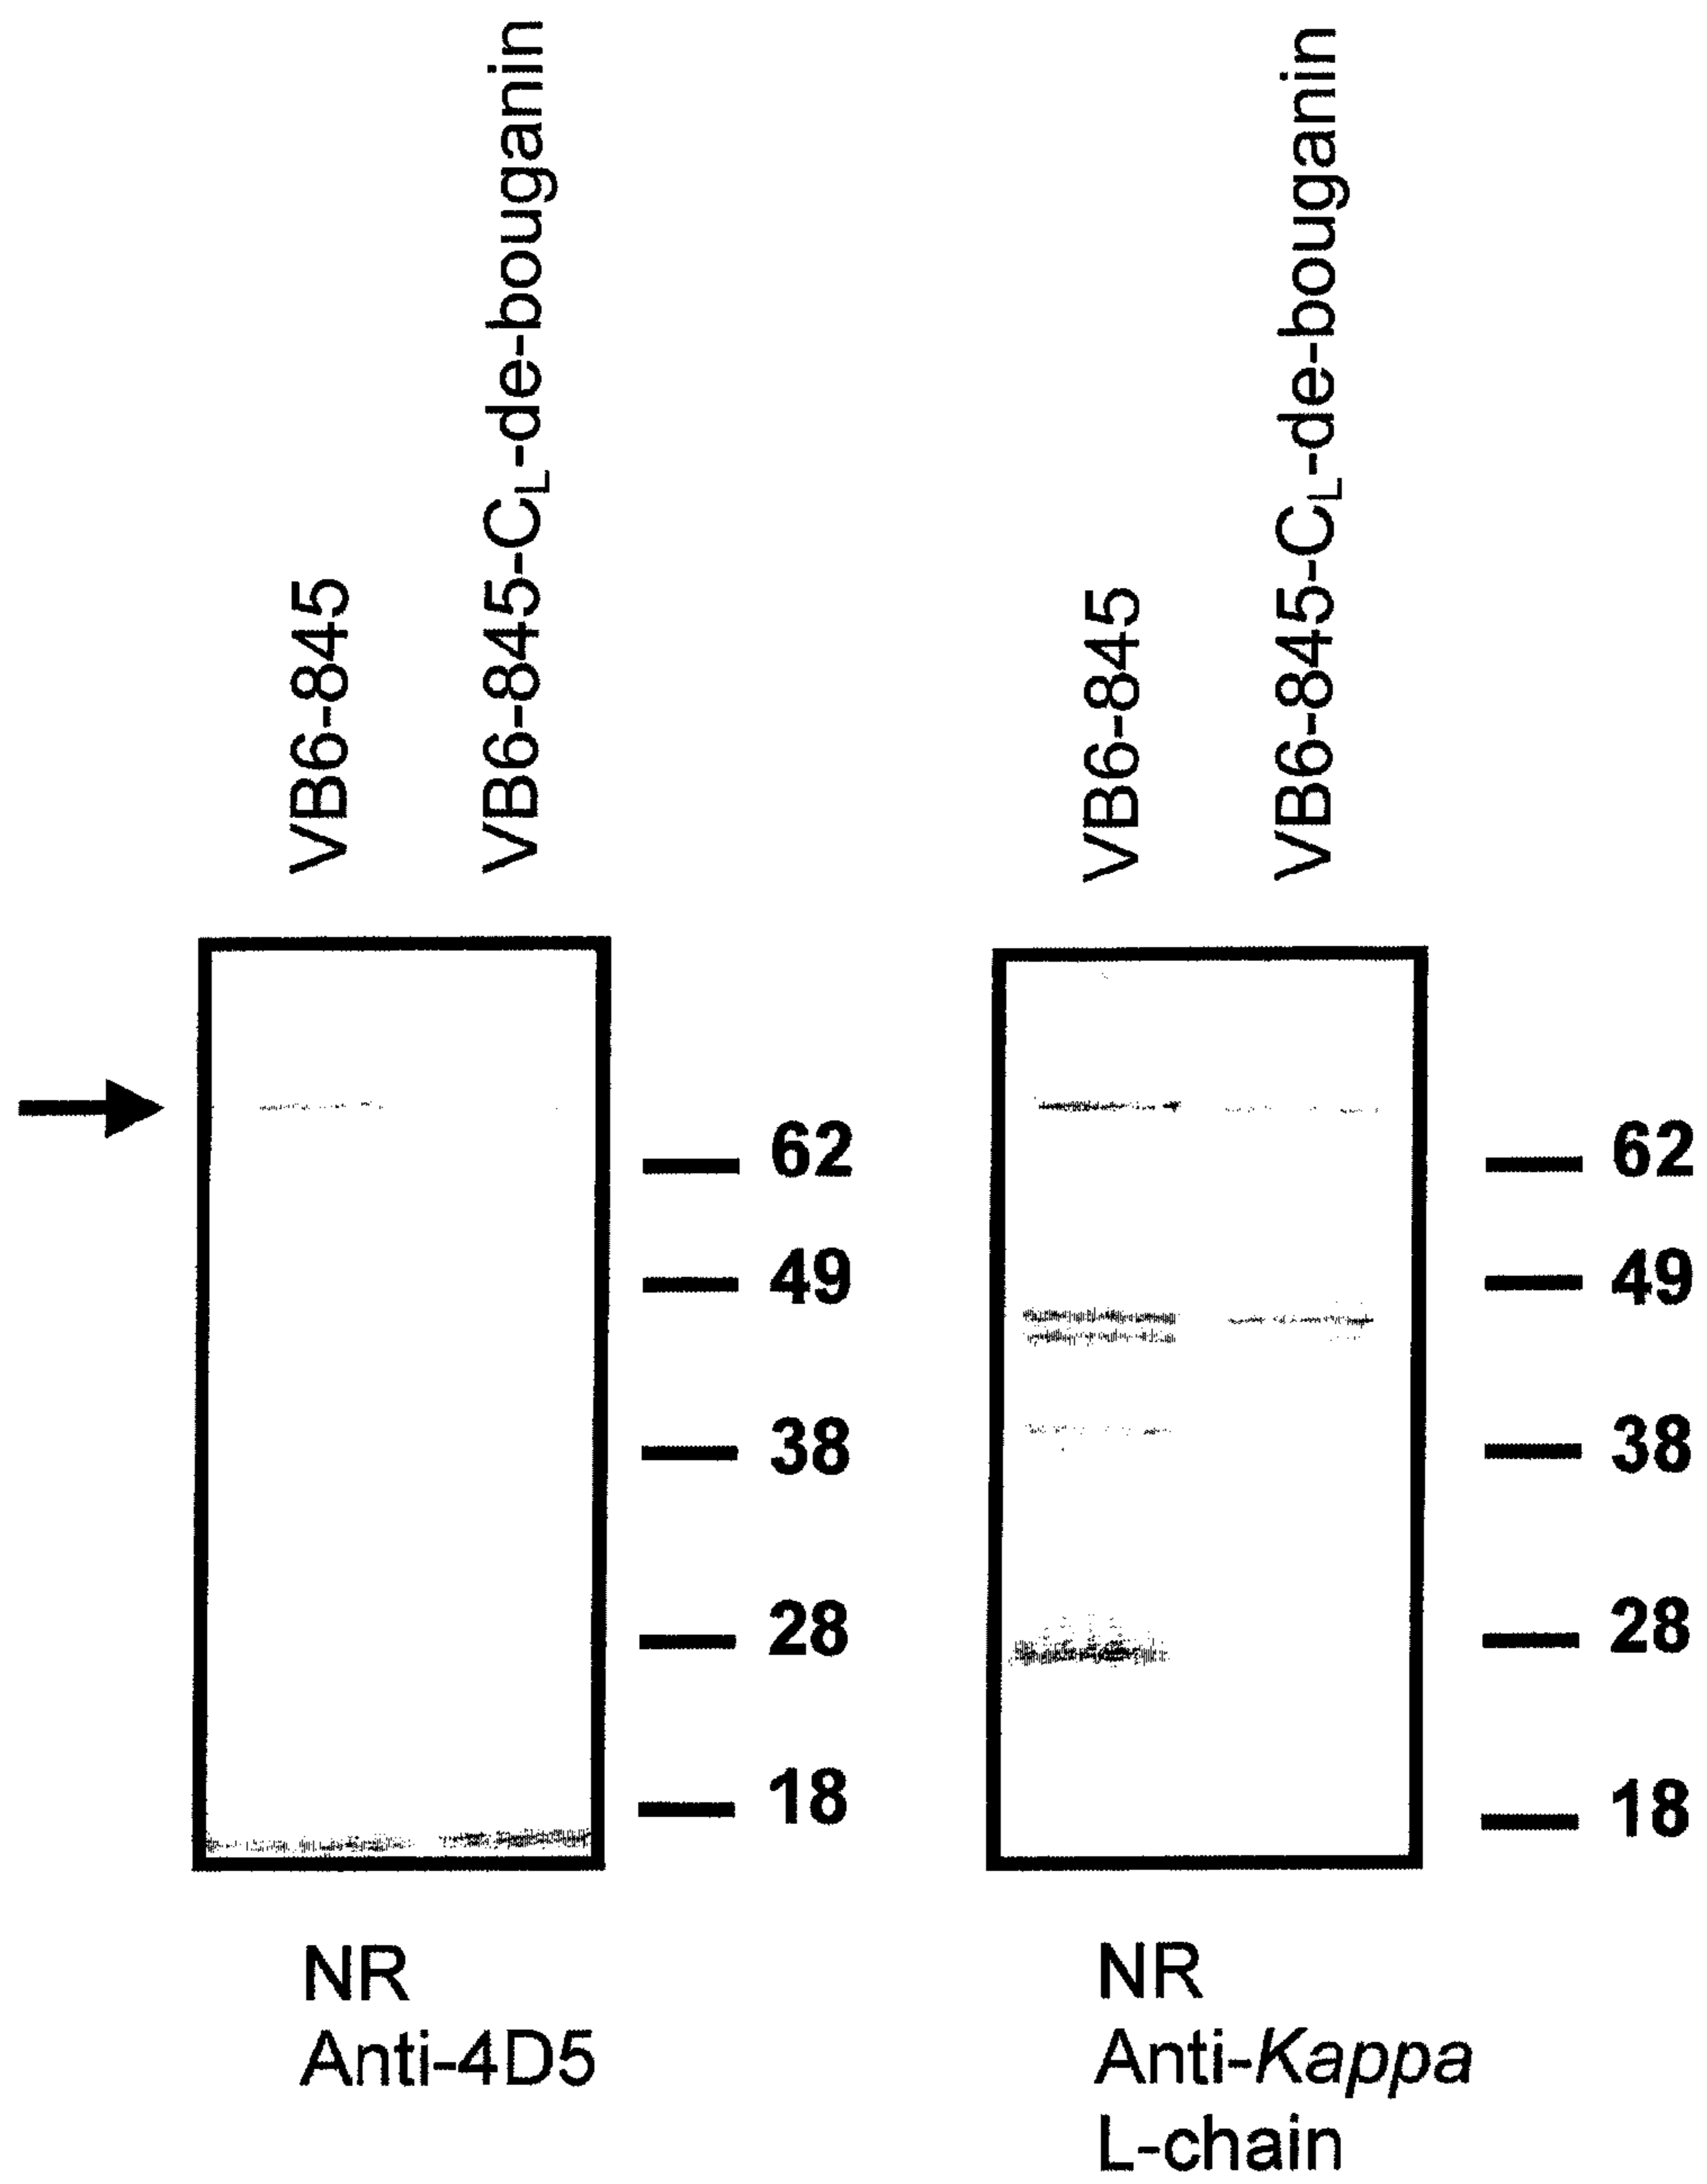 VB6-845
VB6-845-CL-de-bouganin
VB6-845
VB6-845-CL-de-bouganin
62
49
38
28
18
62
49
38
28
18
NR
Anti-4D5
NR
Anti-Kappa
L-chain